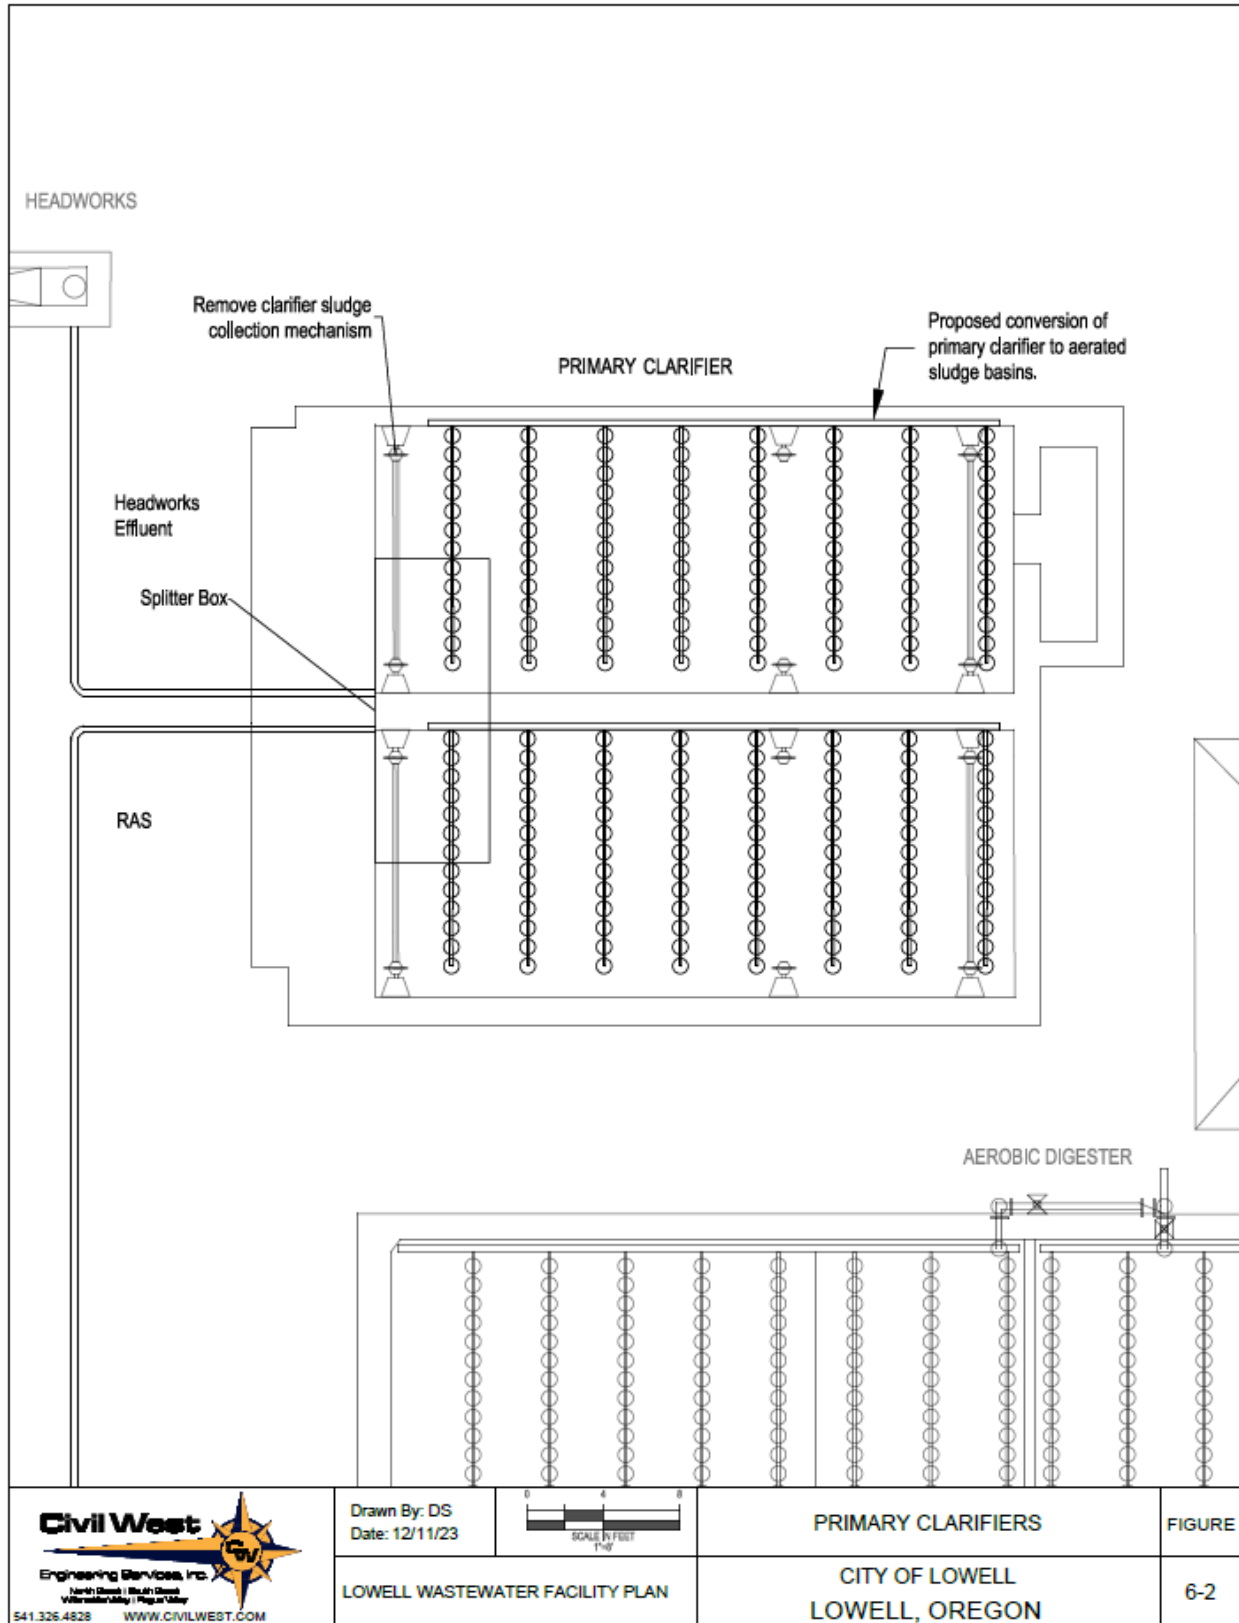 HEADWORKS
Remove clarifier sludge
collection mechanism
PRIMARY CLARIFIER
Proposed conversion of
primary clarifier to aerated
sludge basins.
Headworks
Effluent
Splitter Box
RAS
AEROBIC DIGESTER
Civil West
CW
Engineering Services, Inc.
541.326.4828 WWW.CIVILWEST.COM
Drawn By: DS
Date: 12/11/23
0 4 8
SCALE IN FEET
LOWELL WASTEWATER FACILITY PLAN
PRIMARY CLARIFIERS
CITY OF LOWELL
LOWELL, OREGON
FIGURE
6-2